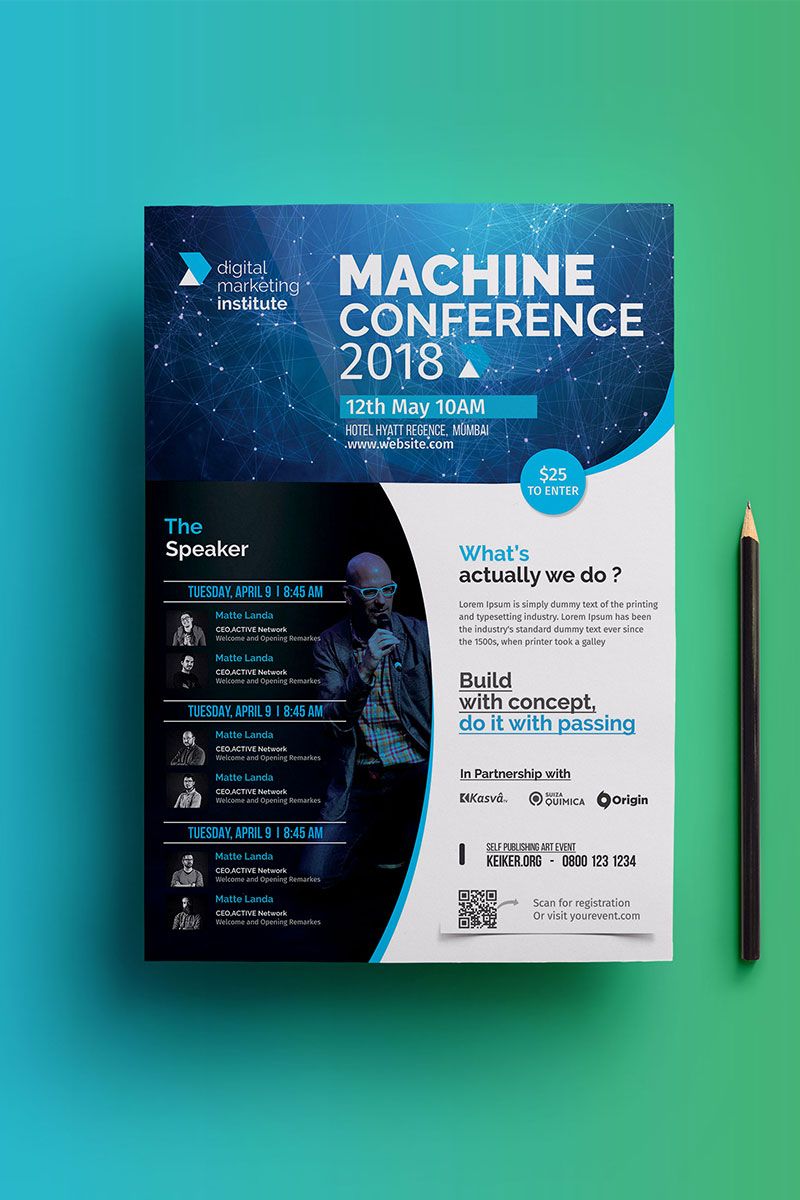 digital
marketing
institute
MACHINE
CONFERENCE
2018
12th May 10AM
HOTEL HYATT REGENCE, MUMBAI
www.website.com
$25
TO ENTER
The
Speaker
TUESDAY, APRIL 9 | 8:45 AM
Matte Landa
CEO,ACTIVE Network
Welcome and Opening Remarkes
Matte Landa
CEO,ACTIVE Network
Welcome and Opening Remarkes
TUESDAY, APRIL 9 | 8:45 AM
Matte Landa
CEO,ACTIVE Network
Welcome and Opening Remarkes
Matte Landa
CEO,ACTIVE Network
Welcome and Opening Remarkes
TUESDAY, APRIL 9 | 8:45 AM
Matte Landa
CEO,ACTIVE Network
Welcome and Opening Remarkes
Matte Landa
CEO,ACTIVE Network
Welcome and Opening Remarkes
What's
actually we do ?
Lorem Ipsum is simply dummy text of the printing
and typesetting industry. Lorem Ipsum has been
the industry's standard dummy text ever since
the 1500s, when printer took a galley
Build
with concept,
do it with passing
In Partnership with
Kasvâ
SUIZA
QUIMICA
Origin
SELF PUBLISHING ART EVENT
KEIKER.ORG - 0800 123 1234
Scan for registration
Or visit yourevent.com